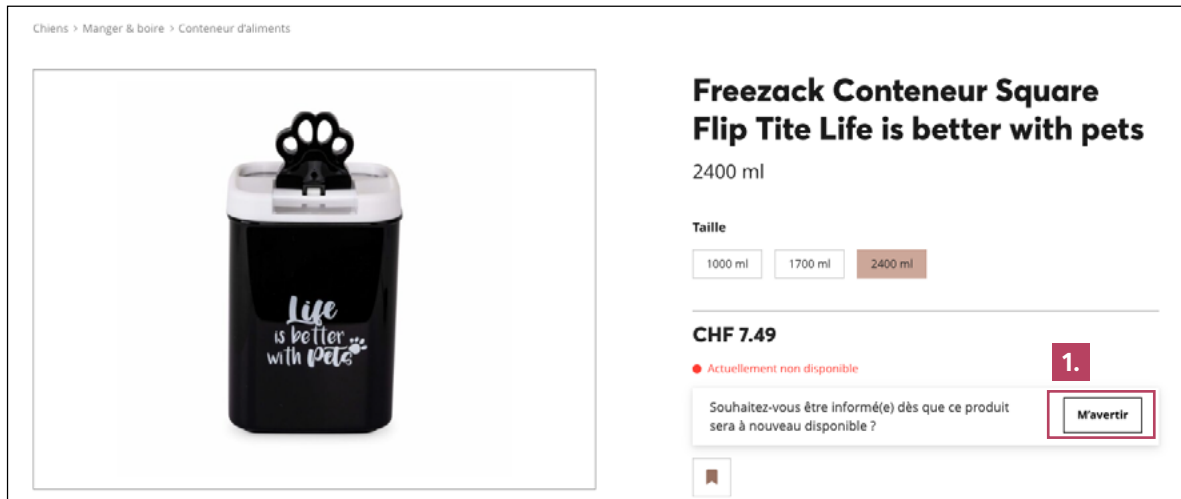 Chiens > Manger & boire > Conteneur d'aliments
Life
is better
with Pets
Freezack Conteneur Square
Flip Tite Life is better with pets
2400 ml
Taille
1000 ml 1700 ml 2400 ml
CHF 7.49
Actuellement non disponible
1.
Souhaitez-vous être informé(e) dès que ce produit
sera à nouveau disponible ?
M'avertir